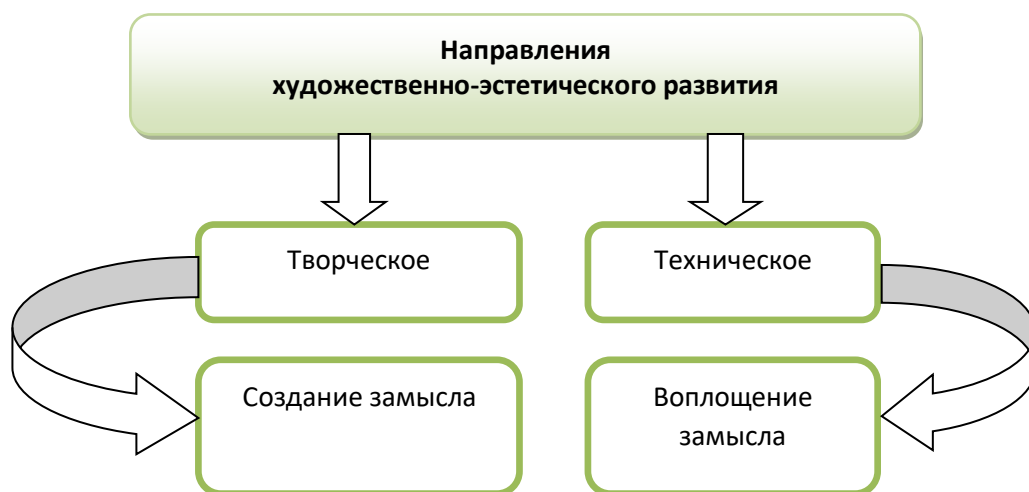 Направления
художественно-эстетического развития
Творческое
Техническое
Создание замысла
Воплощение
замысла